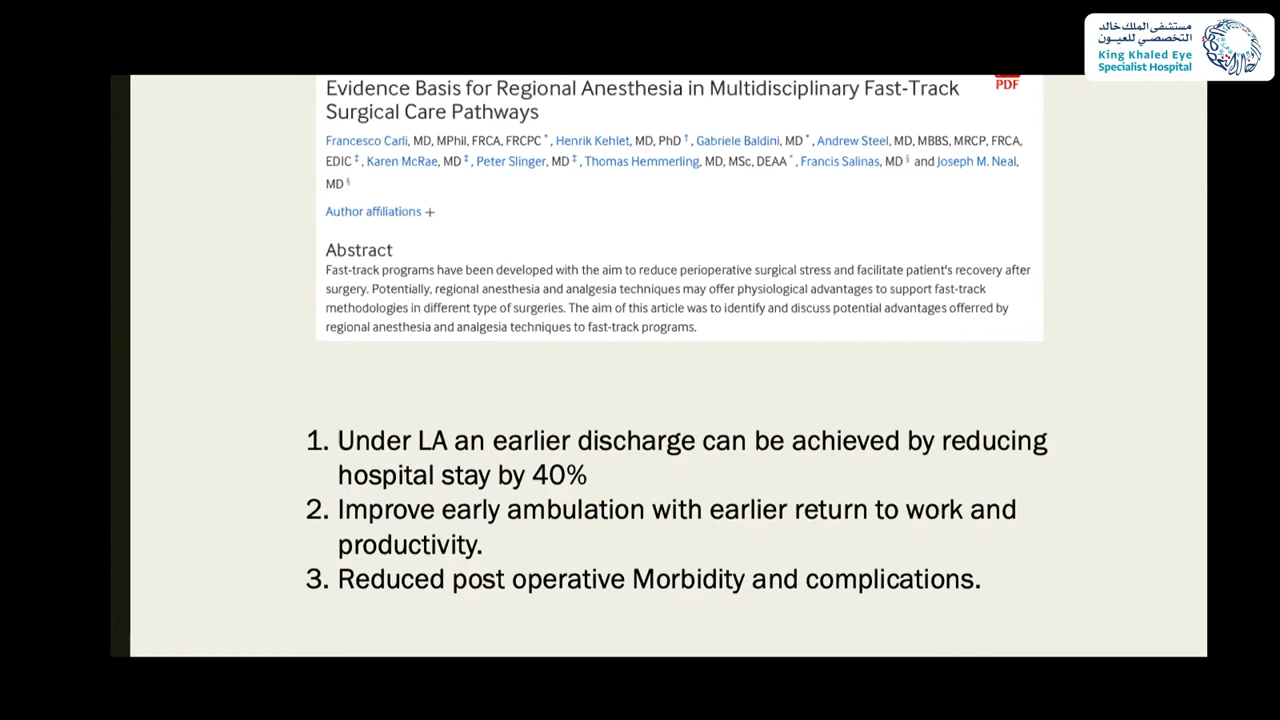 مستشفى الملك خالد
التخصصي للعيون
King Khaled Eye
Specialist Hospital
PDF
Evidence Basis for Regional Anesthesia in Multidisciplinary Fast-Track
Surgical Care Pathways
Francesco Carli, MD, MPhil, FRCA, FRCPC *, Henrik Kehlet, MD, PhD †, Gabriele Baldini, MD *, Andrew Steel, MD, MBBS, MRCP, FRCA,
EDIC ‡, Karen McRae, MD ‡, Peter Slinger, MD ‡, Thomas Hemmerling, MD, MSc, DEAA *, Francis Salinas, MD § and Joseph M. Neal,
MD §
Author affiliations +
Abstract
Fast-track programs have been developed with the aim to reduce perioperative surgical stress and facilitate patient's recovery after
surgery. Potentially, regional anesthesia and analgesia techniques may offer physiological advantages to support fast-track
methodologies in different type of surgeries. The aim of this article was to identify and discuss potential advantages offerred by
regional anesthesia and analgesia techniques to fast-track programs.
1. Under LA an earlier discharge can be achieved by reducing
hospital stay by 40%
2. Improve early ambulation with earlier return to work and
productivity.
3. Reduced post operative Morbidity and complications.